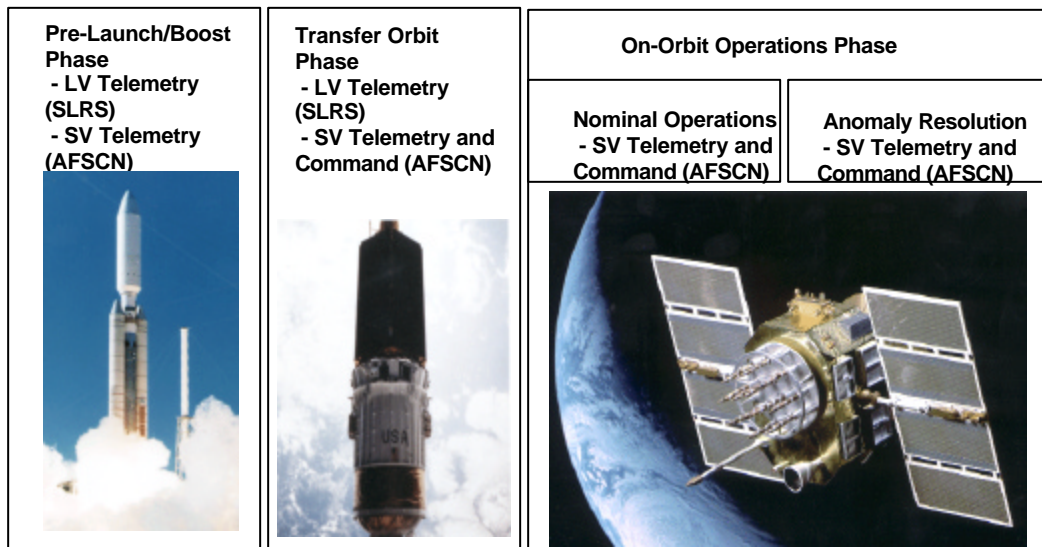 Pre-Launch/Boost
Phase
- LV Telemetry
(SLRS)
- SV Telemetry
(AFSCN)
Transfer Orbit
Phase
- LV Telemetry
(SLRS)
- SV Telemetry and
Command (AFSCN)
On-Orbit Operations Phase
Nominal Operations
- SV Telemetry and
Command (AFSCN)
Anomaly Resolution
- SV Telemetry and
Command (AFSCN)
USA